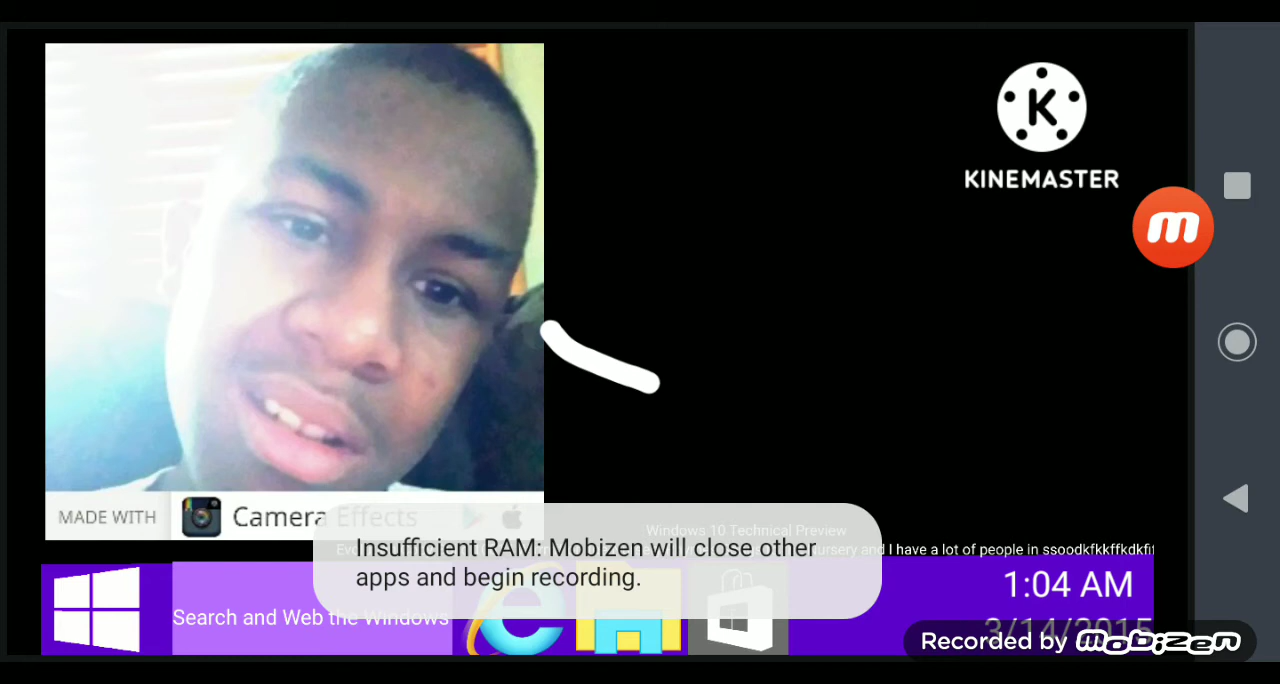 K
KINEMASTER
m
MADE WITH
Camera Effects
Windows 10 Technical Preview
Insufficient RAM: Mobizen will close other
apps and begin recording.
Nursery and I have a lot of people in ssoodkfkkffkdkfif
Search and Web the Windows
1:04 AM
3/14/2015
Recorded by mobizen